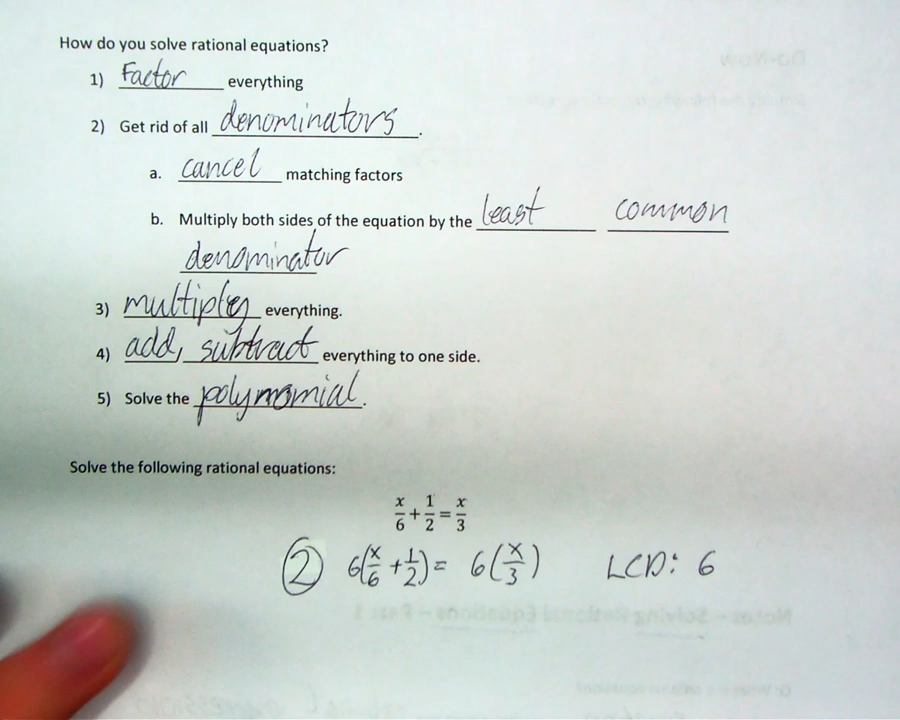 How do you solve rational equations?
1) Factor everything
2) Get rid of all denominators.
a. cancel matching factors
b. Multiply both sides of the equation by the least common
denominator
3) multiply everything.
4) add, subtract everything to one side.
5) Solve the polynomial.
Solve the following rational equations:
x/6 + 1/2 = x/3
② 6(x/6 + 1/2) = 6(x/3) LCD: 6